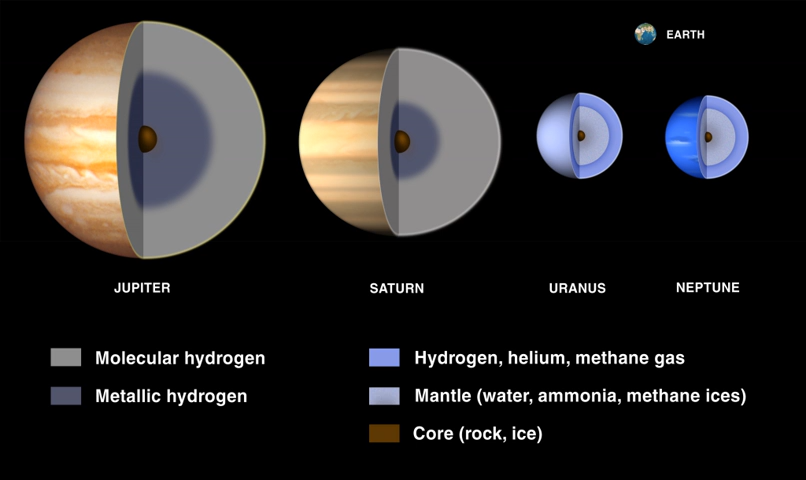 EARTH
JUPITER
SATURN
URANUS
NEPTUNE
Molecular hydrogen
Metallic hydrogen
Hydrogen, helium, methane gas
Mantle (water, ammonia, methane ices)
Core (rock, ice)